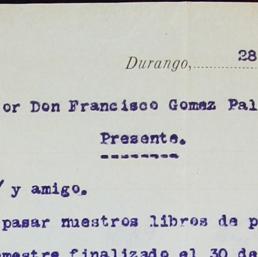 Durango, 28
or Don Francisco Gomez Pal
Presente.
y amigo.
pasar nuestros libros de p
mestre finalizado el 30 de